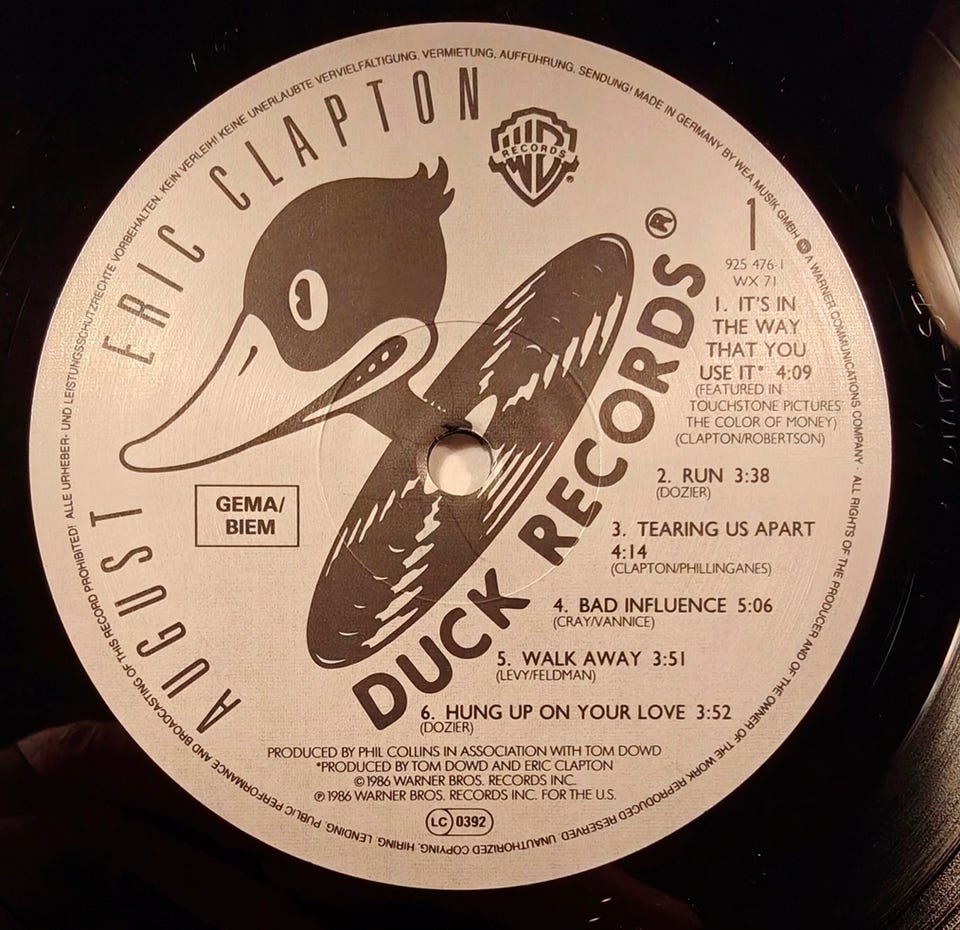 ALLE URHEBER- UND LEISTUNGSSCHUTZRECHTE VORBEHALTEN. KEIN VERLEIH! KEINE UNERLAUBTE VERVIELFÄLTIGUNG, VERMIETUNG, AUFFÜHRUNG, SENDUNG! MADE IN GERMANY BY WEA MUSIK GMBH A WARNER COMMUNICATIONS COMPANY · ALL RIGHTS OF THE PRODUCER AND OF THE OWNER OF THE WORK REPRODUCED RESERVED. UNAUTHORIZED COPYING, HIRING, LENDING, PUBLIC PERFORMANCE AND BROADCASTING OF THIS RECORD PROHIBITED!
ERIC CLAPTON
AUGUST
WB
RECORDS
®
DUCK RECORDS®
1
925 476-1
WX 71
1. IT'S IN
THE WAY
THAT YOU
USE IT* 4:09
(FEATURED IN
TOUCHSTONE PICTURES
THE COLOR OF MONEY)
(CLAPTON/ROBERTSON)
2. RUN 3:38
(DOZIER)
3. TEARING US APART
4:14
(CLAPTON/PHILLINGANES)
4. BAD INFLUENCE 5:06
(CRAY/VANNICE)
5. WALK AWAY 3:51
(LEVY/FELDMAN)
6. HUNG UP ON YOUR LOVE 3:52
(DOZIER)
GEMA/
BIEM
PRODUCED BY PHIL COLLINS IN ASSOCIATION WITH TOM DOWD
*PRODUCED BY TOM DOWD AND ERIC CLAPTON
©1986 WARNER BROS. RECORDS INC.
℗1986 WARNER BROS. RECORDS INC. FOR THE U.S.
LC 0392